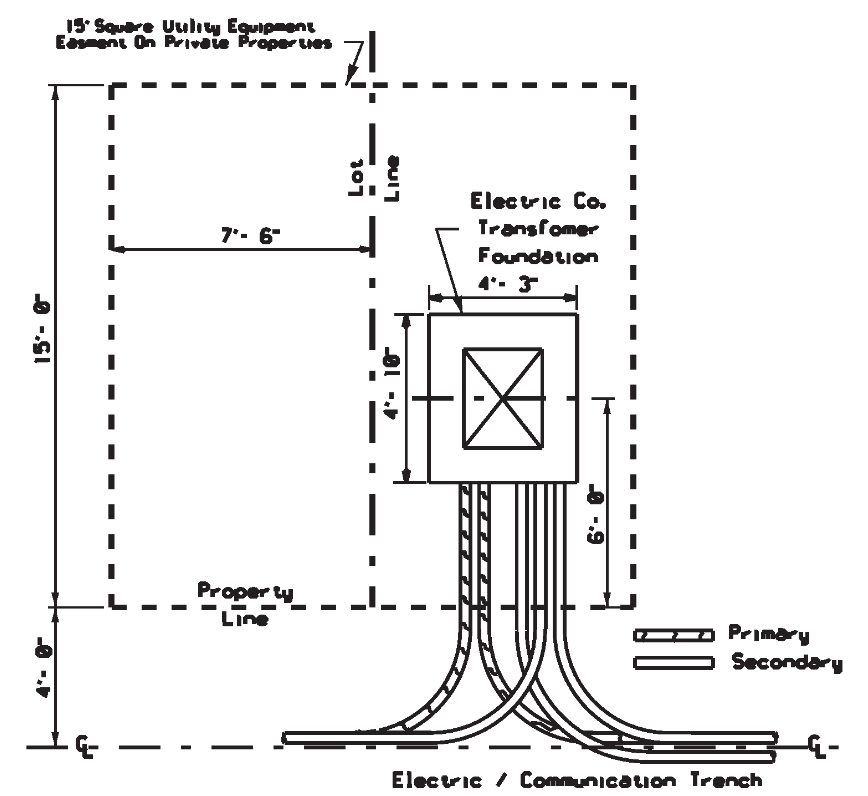 15' Square Utility Equipment
Easment On Private Properties
Lot
Line
Electric Co.
Transfomer
Foundation
7'- 6"
4'- 3"
15'- 0"
4'- 10"
6'- 0"
Property
Line
4'- 0"
Primary
Secondary
CL
CL
Electric / Communication Trench